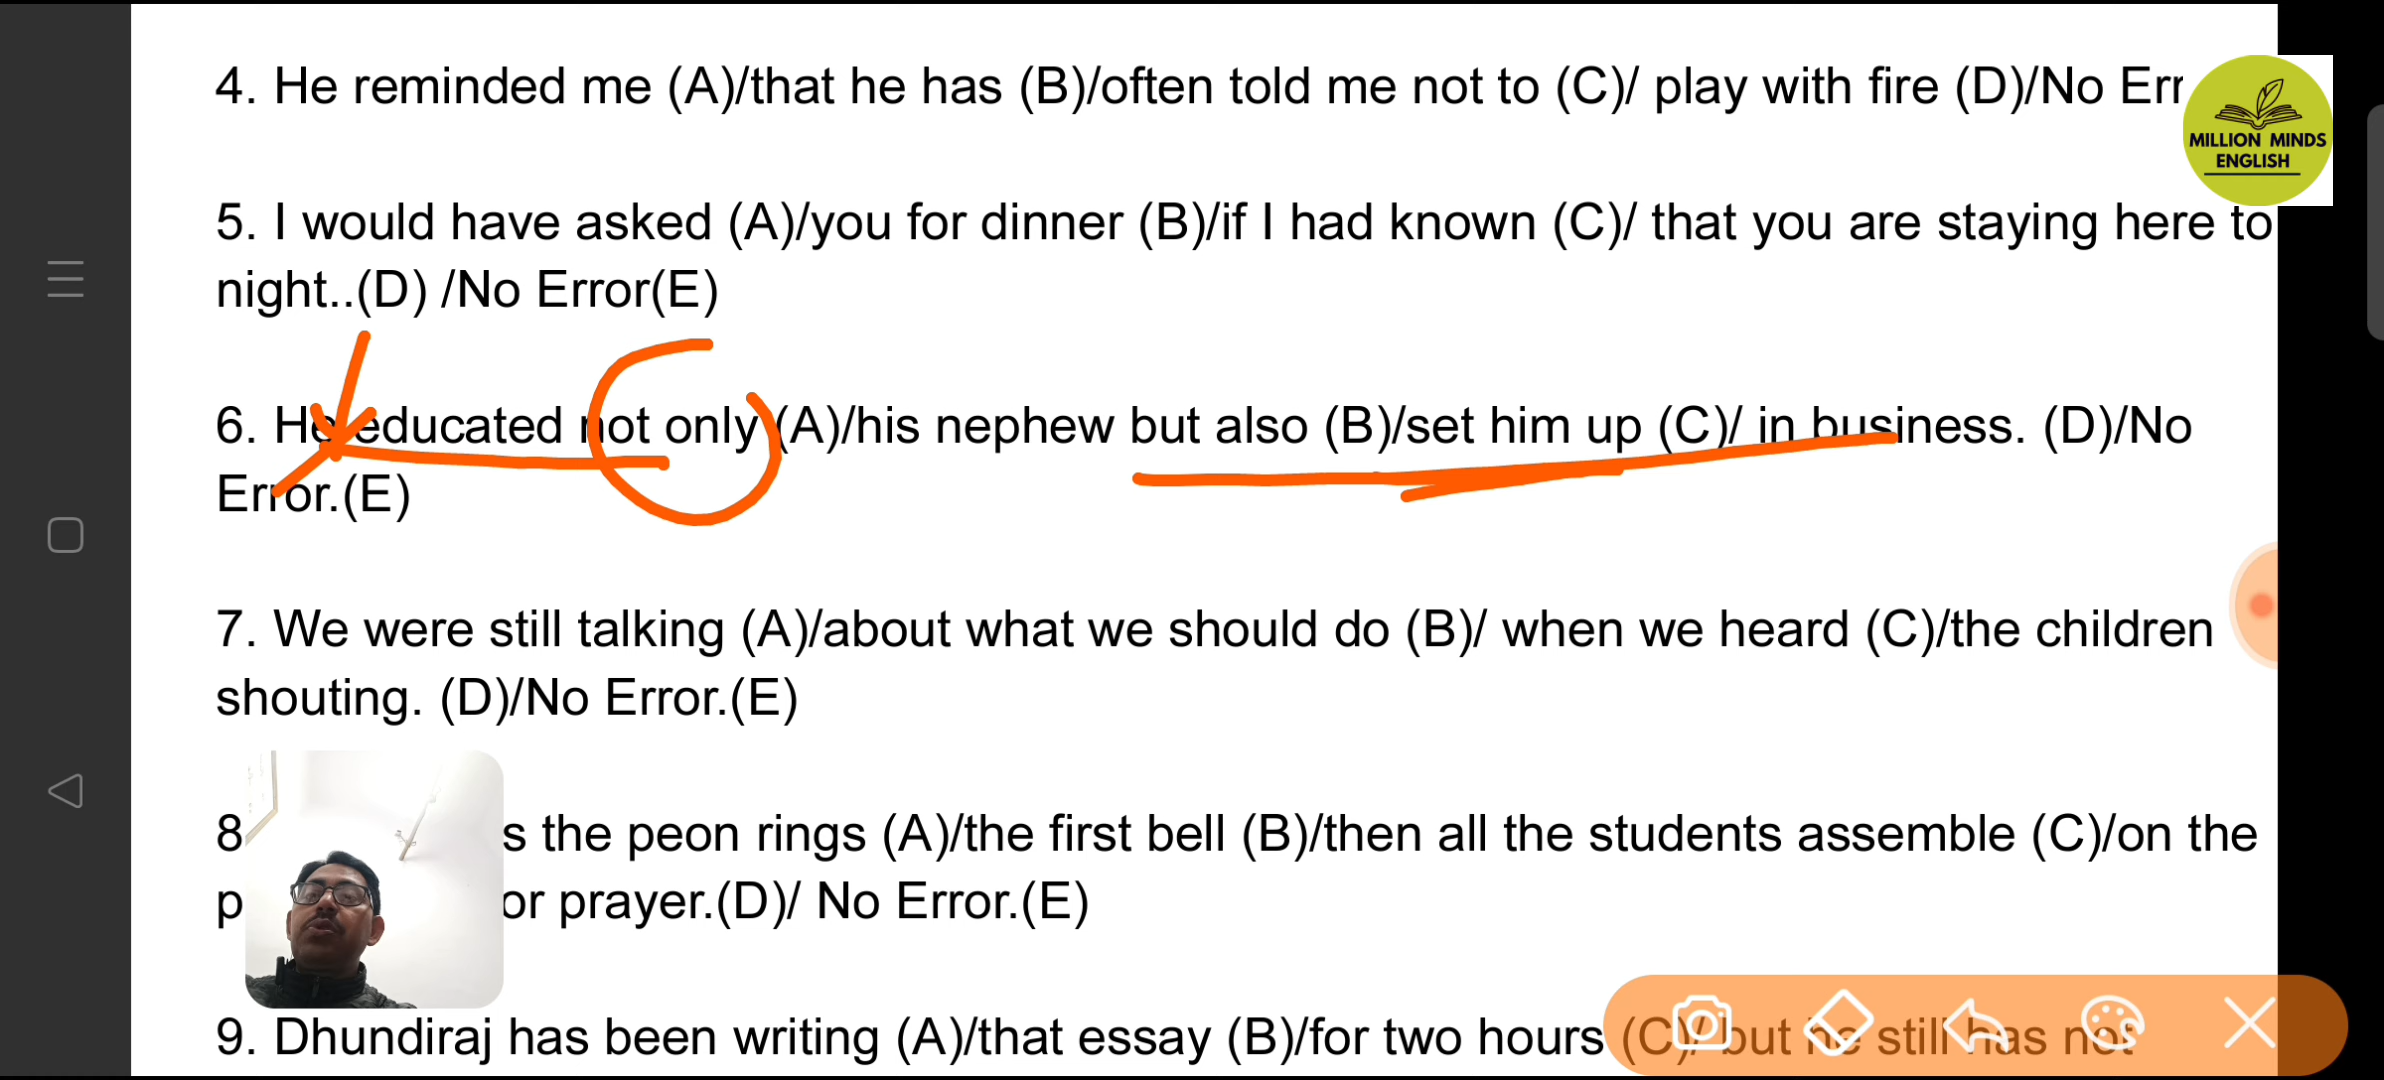 4. He reminded me (A)/that he has (B)/often told me not to (C)/ play with fire (D)/No Err
MILLION MINDS
ENGLISH
5. I would have asked (A)/you for dinner (B)/if I had known (C)/ that you are staying here to
night..(D) /No Error(E)
6. He educated not only (A)/his nephew but also (B)/set him up (C)/ in business. (D)/No
Error.(E)
7. We were still talking (A)/about what we should do (B)/ when we heard (C)/the children
shouting. (D)/No Error.(E)
8 s the peon rings (A)/the first bell (B)/then all the students assemble (C)/on the
p or prayer.(D)/ No Error.(E)
9. Dhundiraj has been writing (A)/that essay (B)/for two hours (C)/ but he still has not